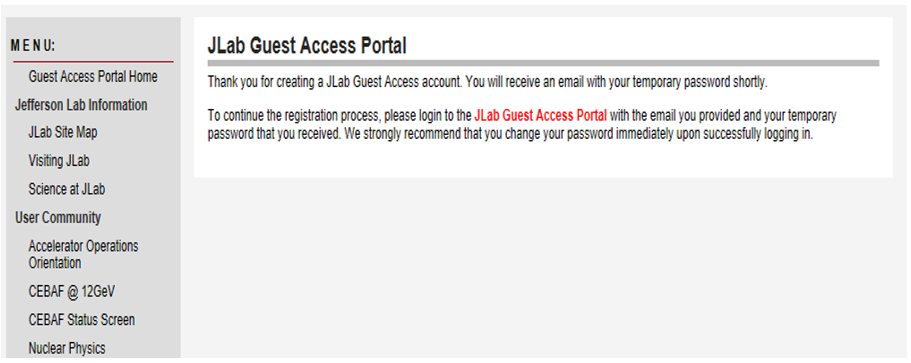 MENU:
Guest Access Portal Home
Jefferson Lab Information
JLab Site Map
Visiting JLab
Science at JLab
User Community
Accelerator Operations
Orientation
CEBAF @ 12GeV
CEBAF Status Screen
Nuclear Physics
JLab Guest Access Portal
Thank you for creating a JLab Guest Access account. You will receive an email with your temporary password shortly.
To continue the registration process, please login to the JLab Guest Access Portal with the email you provided and your temporary
password that you received. We strongly recommend that you change your password immediately upon successfully logging in.